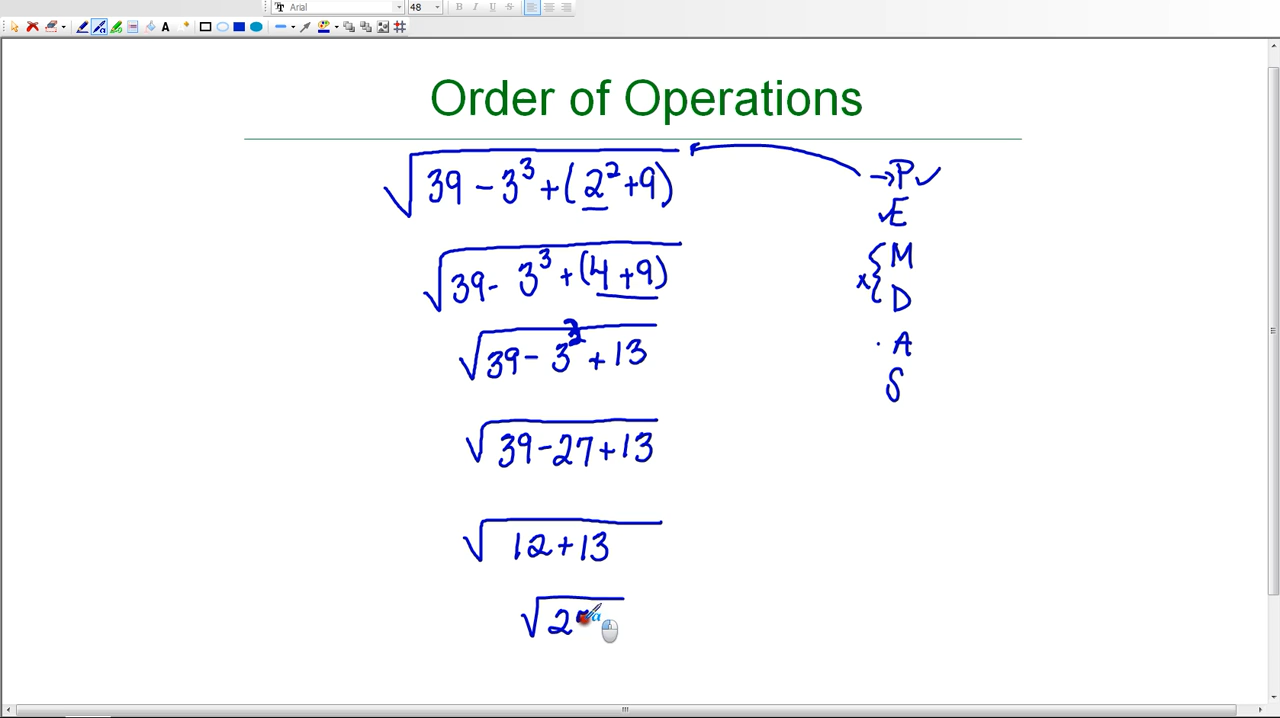 Arial 48 B I U S
Order of Operations
√(39 − 3³ + (2² + 9))
→ P ✓
✓ E
√(39 − 3³ + (4 + 9))
M
x { D
√(39 − 3³ + 13)
· A
S
√(39 − 27 + 13)
√(12 + 13)
√2